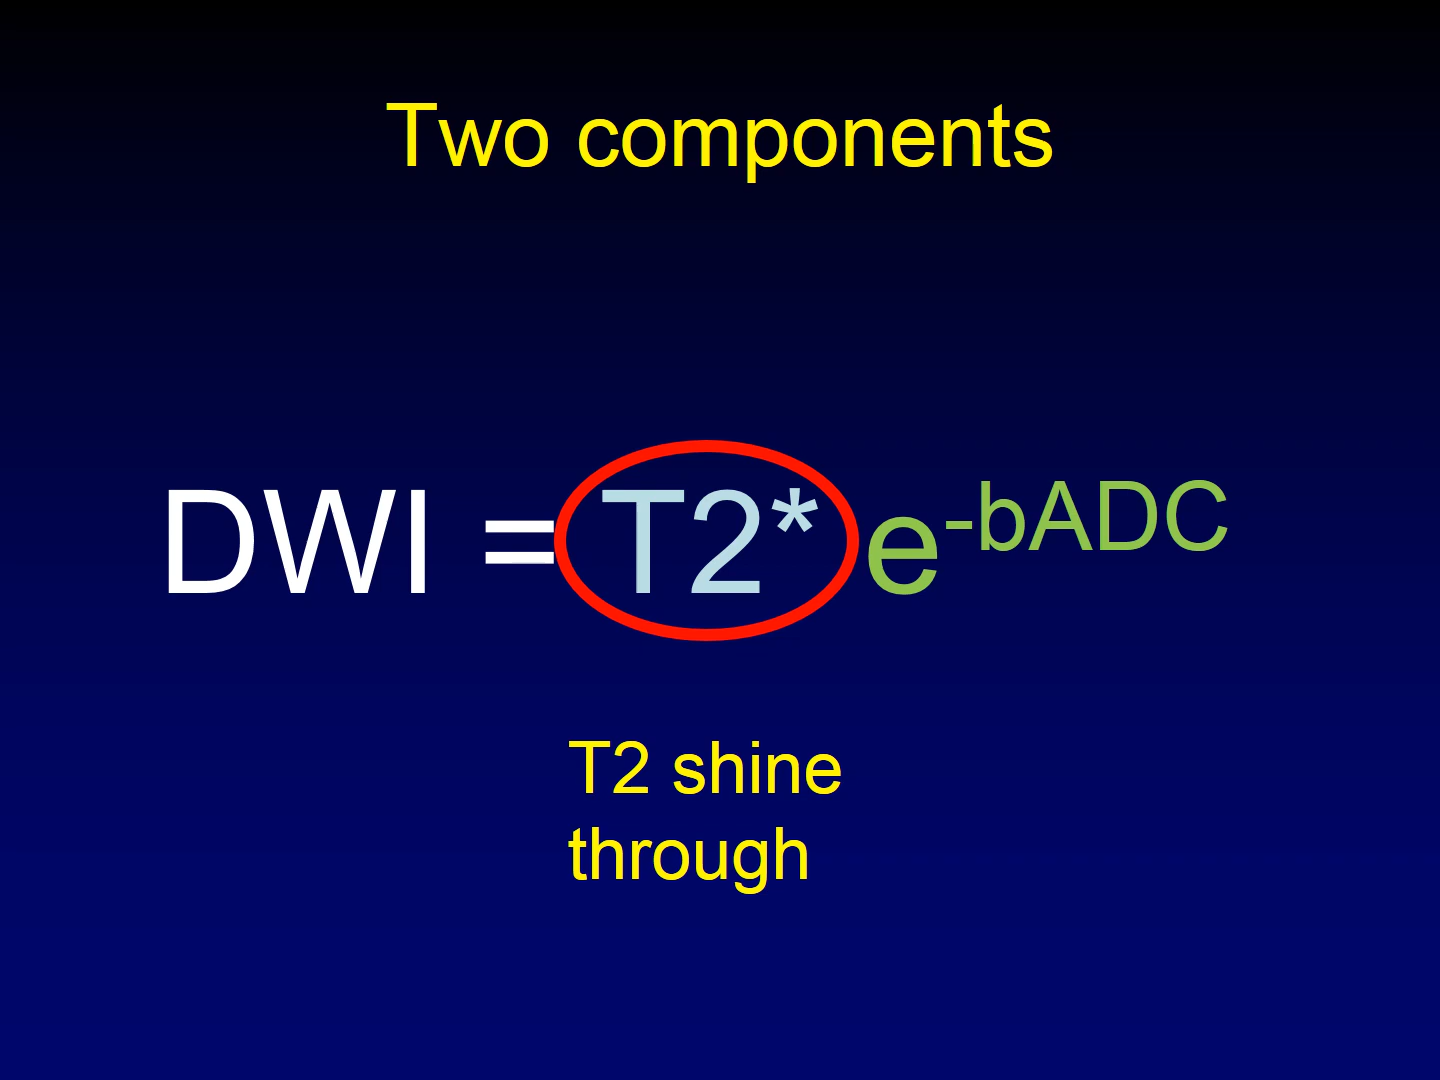 Two components
DWI = T2* e-bADC
T2 shine
through